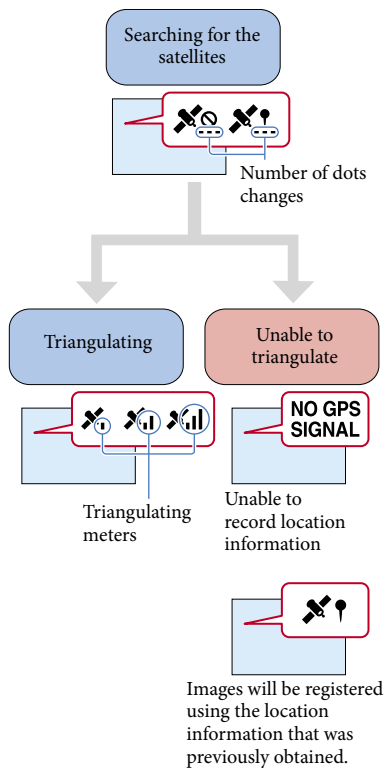 Searching for the
satellites
Number of dots
changes
Triangulating
Unable to
triangulate
Triangulating
meters
NO GPS
SIGNAL
Unable to
record location
information
Images will be registered
using the location
information that was
previously obtained.